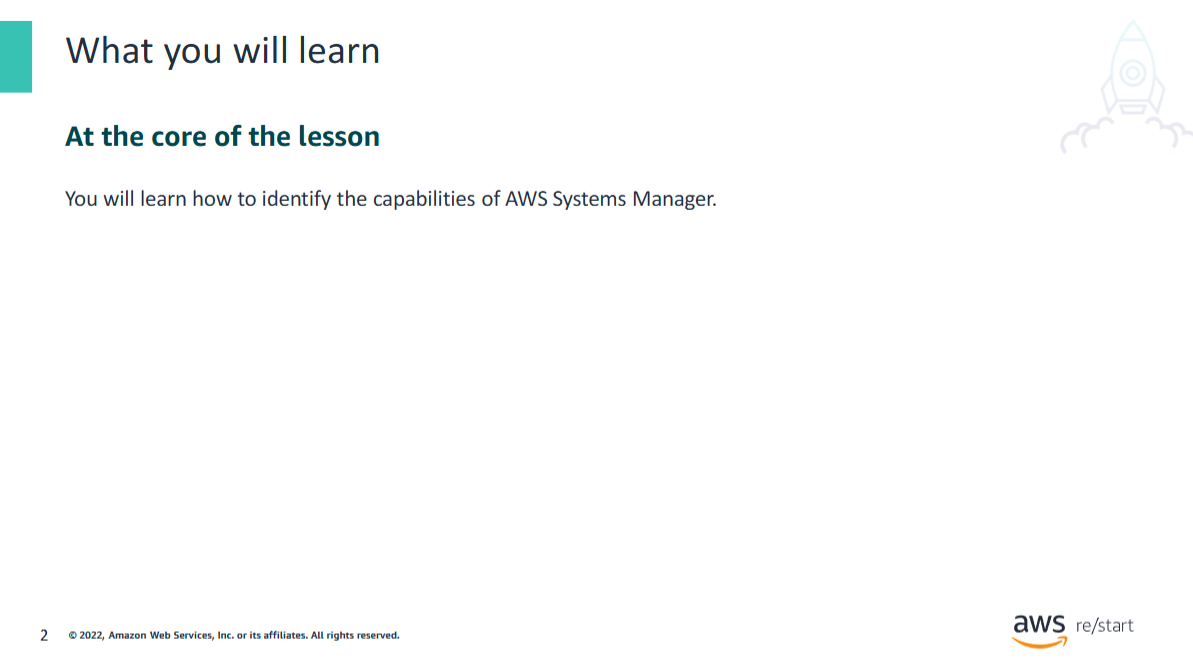 What you will learn
At the core of the lesson
You will learn how to identify the capabilities of AWS Systems Manager.
2 © 2022, Amazon Web Services, Inc. or its affiliates. All rights reserved.
aws re/start